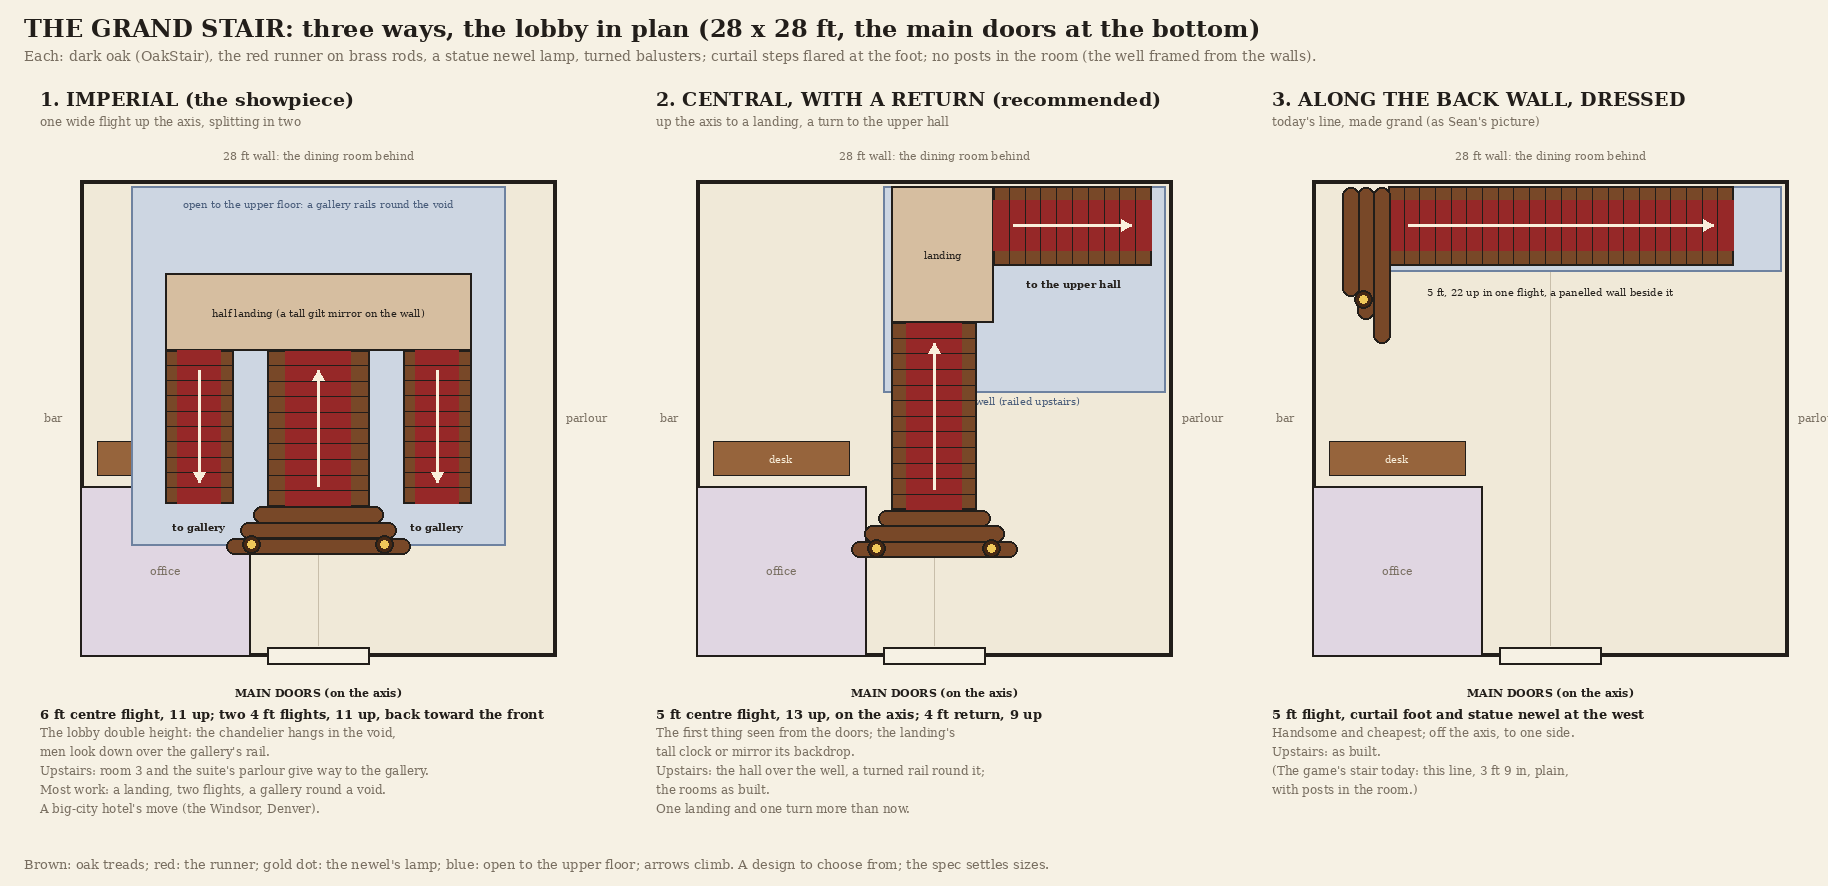 THE GRAND STAIR: three ways, the lobby in plan (28 x 28 ft, the main doors at the bottom)
Each: dark oak (OakStair), the red runner on brass rods, a statue newel lamp, turned balusters; curtail steps flared at the foot; no posts in the room (the well framed from the walls).
1. IMPERIAL (the showpiece)
one wide flight up the axis, splitting in two
28 ft wall: the dining room behind
open to the upper floor: a gallery rails round the void
half landing (a tall gilt mirror on the wall)
bar
parlour
to gallery
to gallery
office
MAIN DOORS (on the axis)
6 ft centre flight, 11 up; two 4 ft flights, 11 up, back toward the front
The lobby double height: the chandelier hangs in the void,
men look down over the gallery's rail.
Upstairs: room 3 and the suite's parlour give way to the gallery.
Most work: a landing, two flights, a gallery round a void.
A big-city hotel's move (the Windsor, Denver).
2. CENTRAL, WITH A RETURN (recommended)
up the axis to a landing, a turn to the upper hall
28 ft wall: the dining room behind
landing
to the upper hall
well (railed upstairs)
bar
parlour
desk
office
MAIN DOORS (on the axis)
5 ft centre flight, 13 up, on the axis; 4 ft return, 9 up
The first thing seen from the doors; the landing's
tall clock or mirror its backdrop.
Upstairs: the hall over the well, a turned rail round it;
the rooms as built.
One landing and one turn more than now.
3. ALONG THE BACK WALL, DRESSED
today's line, made grand (as Sean's picture)
28 ft wall: the dining room behind
5 ft, 22 up in one flight, a panelled wall beside it
bar
parlo
desk
office
MAIN DOORS (on the axis)
5 ft flight, curtail foot and statue newel at the west
Handsome and cheapest; off the axis, to one side.
Upstairs: as built.
(The game's stair today: this line, 3 ft 9 in, plain,
with posts in the room.)
Brown: oak treads; red: the runner; gold dot: the newel's lamp; blue: open to the upper floor; arrows climb. A design to choose from; the spec settles sizes.